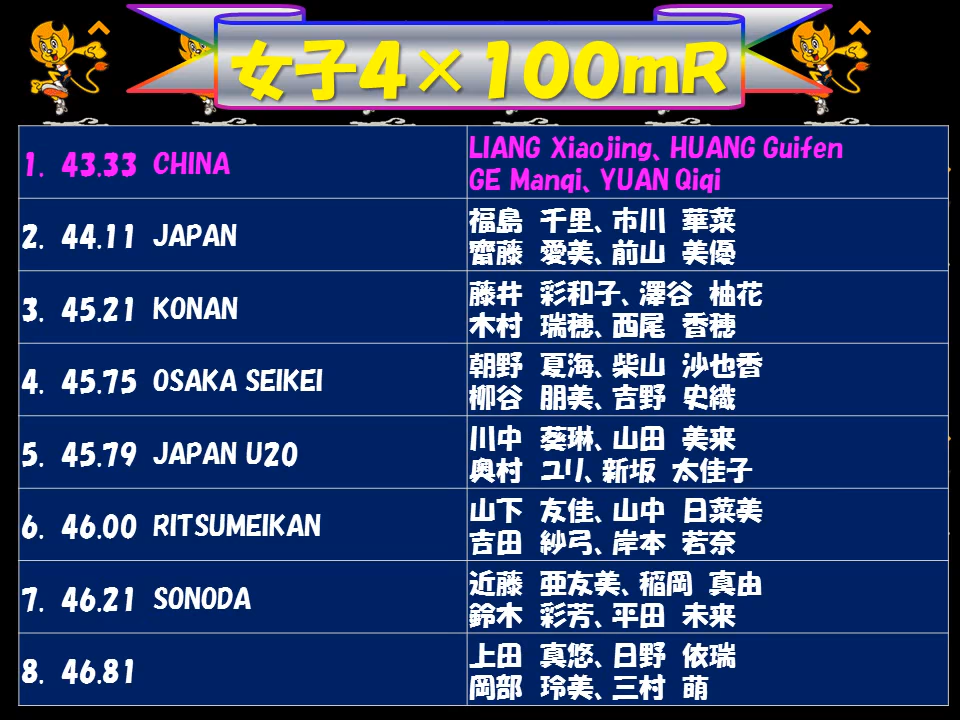 女子4×100mR
1. 43.33 CHINA
LIANG Xiaojing、HUANG Guifen
GE Manqi、YUAN Qiqi
2. 44.11 JAPAN
福島 千里、市川 華菜
齋藤 愛美、前山 美優
3. 45.21 KONAN
藤井 彩和子、澤谷 柚花
木村 瑞穂、西尾 香穂
4. 45.75 OSAKA SEIKEI
朝野 夏海、柴山 沙也香
柳谷 朋美、吉野 史織
5. 45.79 JAPAN U20
川中 葵琳、山田 美来
奥村 ユリ、新坂 太佳子
6. 46.00 RITSUMEIKAN
山下 友佳、山中 日菜美
吉田 紗弓、岸本 若奈
7. 46.21 SONODA
近藤 亜友美、稲岡 真由
鈴木 彩芳、平田 未来
8. 46.81
上田 真悠、日野 依瑞
岡部 玲美、三村 萌